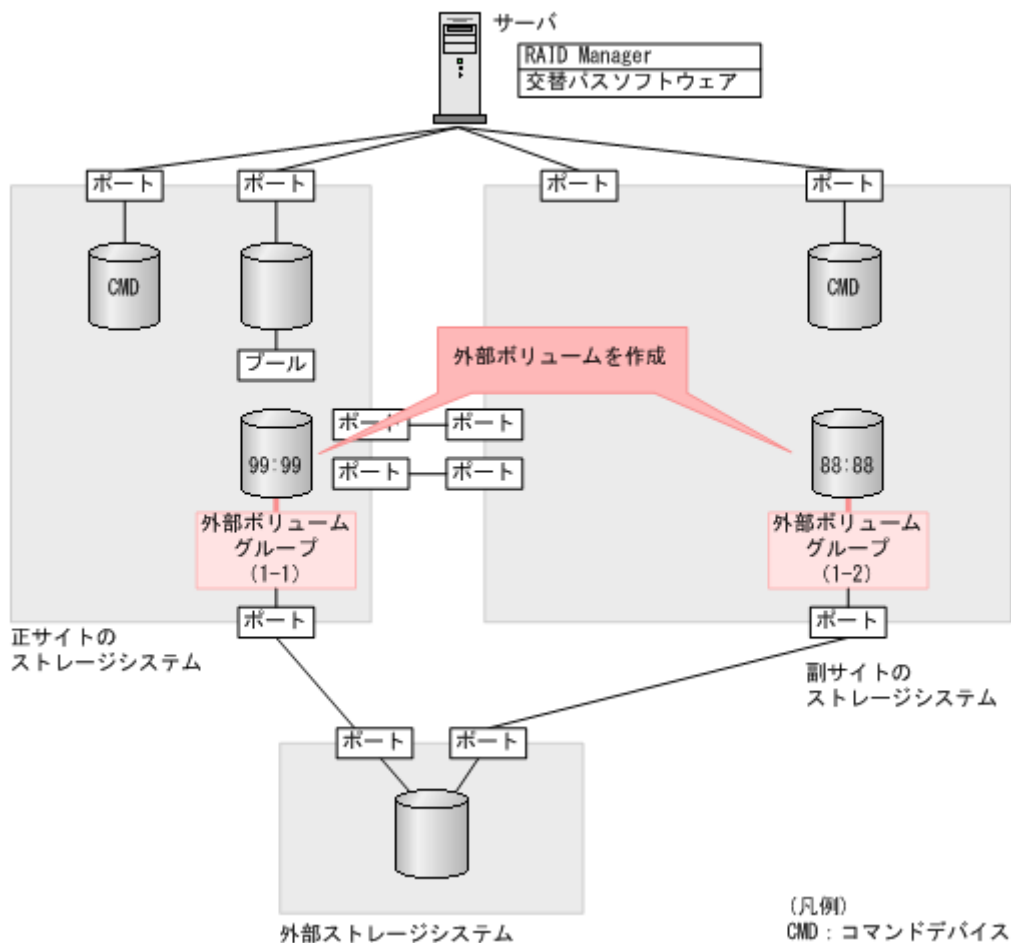 サーバ
RAID Manager
交替パスソフトウェア
ポート
ポート
ポート
ポート
CMD
CMD
プール
外部ボリュームを作成
ポート
ポート
ポート
ポート
99:99
88:88
外部ボリューム
グループ
(1-1)
外部ボリューム
グループ
(1-2)
ポート
ポート
正サイトの
ストレージシステム
副サイトの
ストレージシステム
ポート
ポート
外部ストレージシステム
(凡例)
CMD：コマンドデバイス